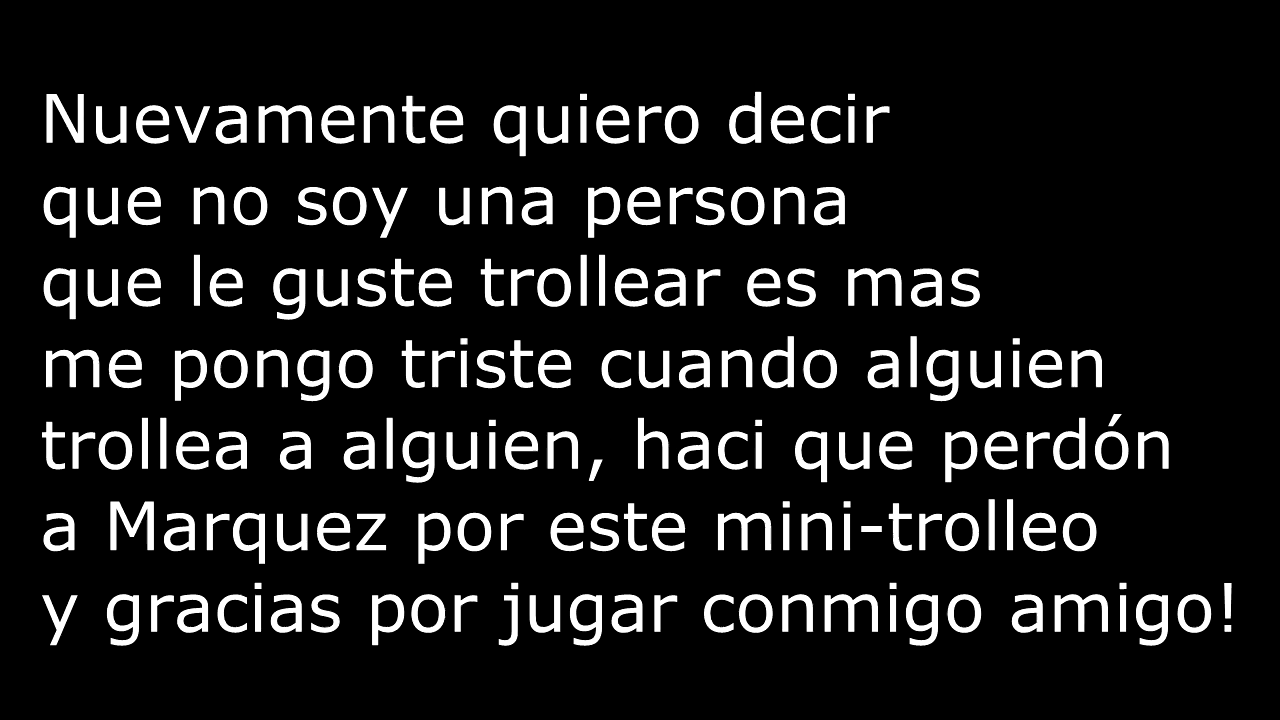 Nuevamente quiero decir
que no soy una persona
que le guste trollear es mas
me pongo triste cuando alguien
trollea a alguien, haci que perdón
a Marquez por este mini-trolleo
y gracias por jugar conmigo amigo!